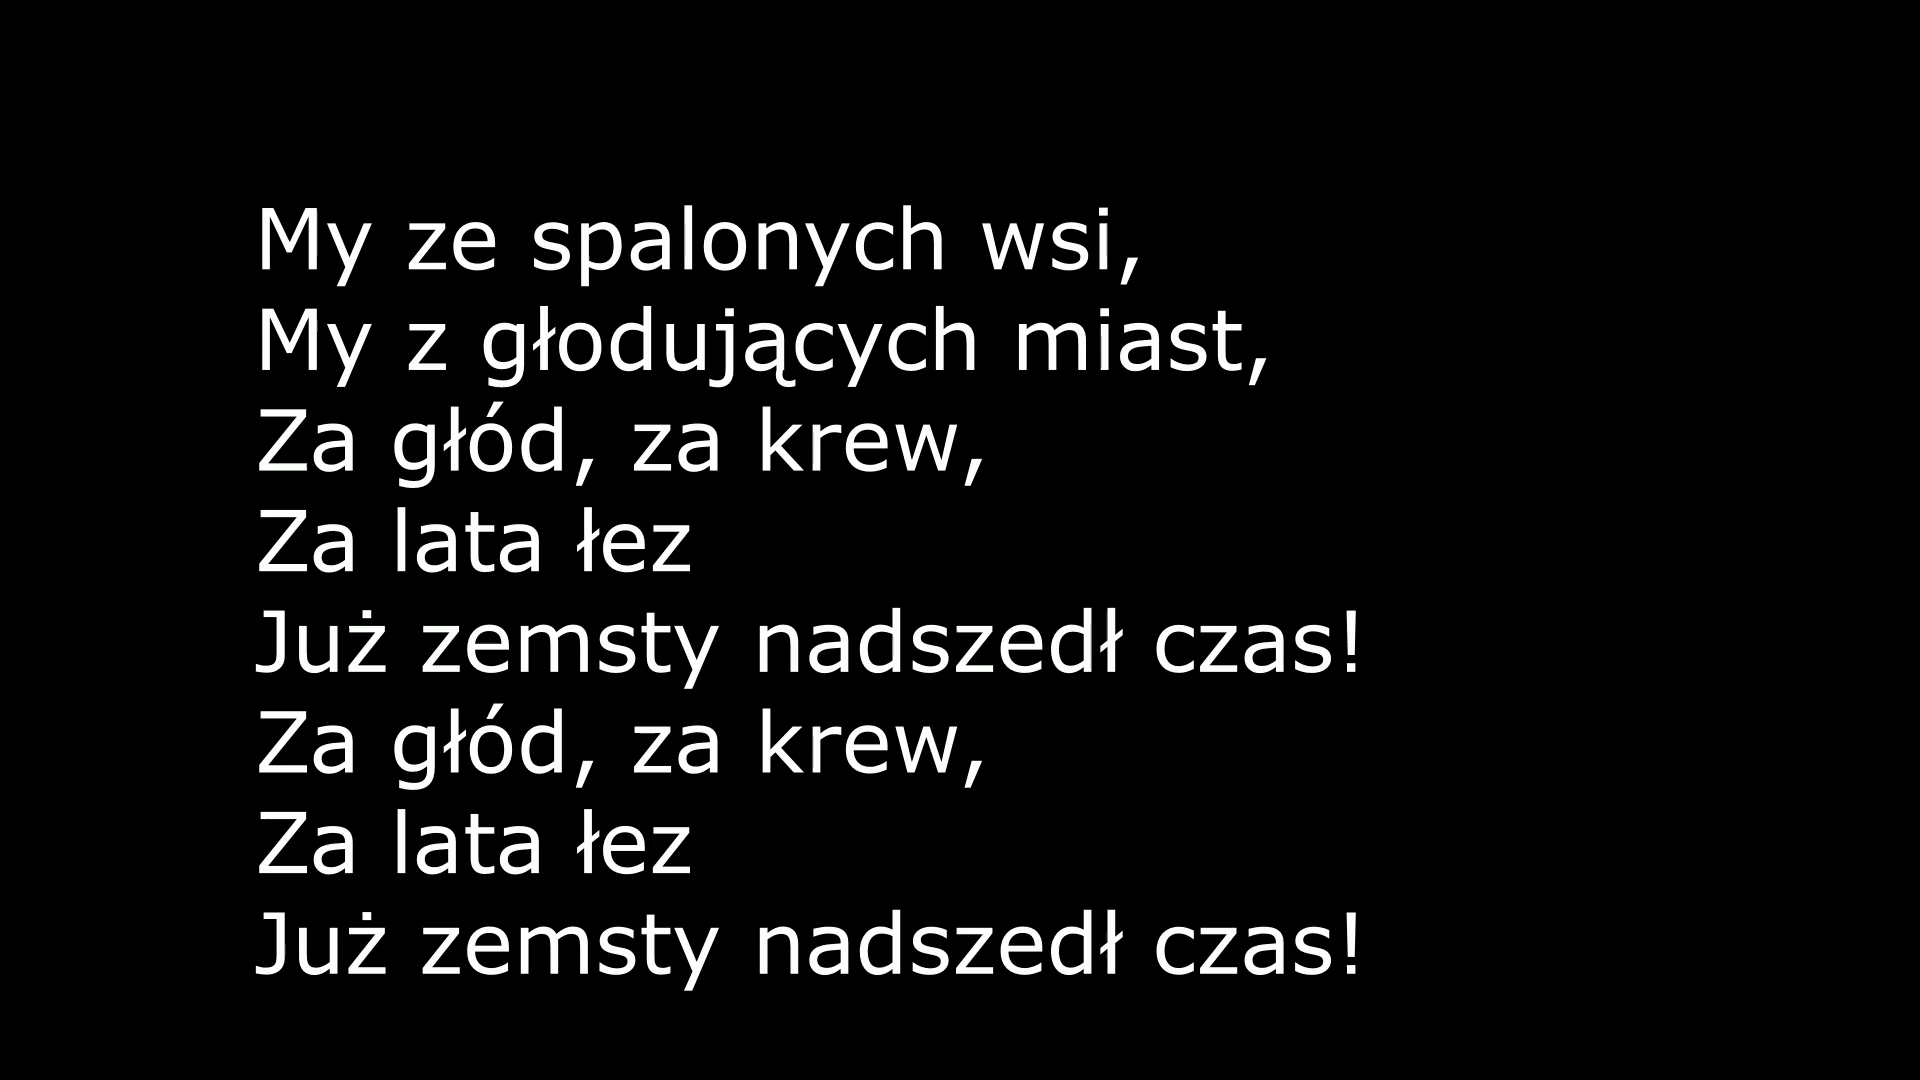 My ze spalonych wsi,
My z głodujących miast,
Za głód, za krew,
Za lata łez
Już zemsty nadszedł czas!
Za głód, za krew,
Za lata łez
Już zemsty nadszedł czas!